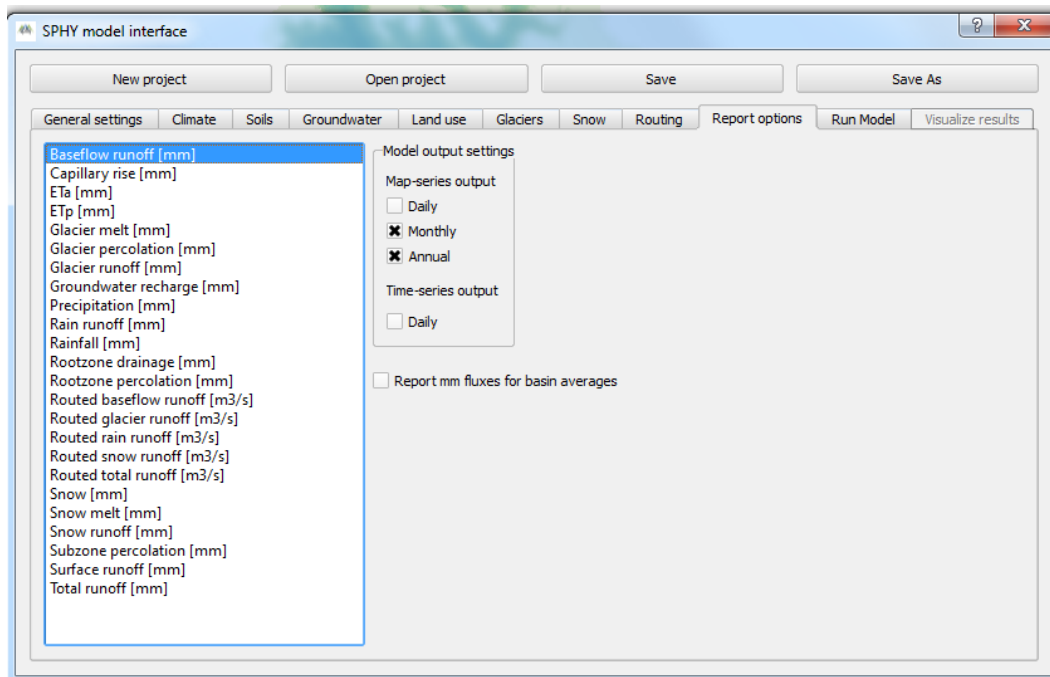 SPHY model interface
New project Open project Save Save As
General settings Climate Soils Groundwater Land use Glaciers Snow Routing Report options Run Model Visualize results
Baseflow runoff [mm]
Capillary rise [mm]
ETa [mm]
ETp [mm]
Glacier melt [mm]
Glacier percolation [mm]
Glacier runoff [mm]
Groundwater recharge [mm]
Precipitation [mm]
Rain runoff [mm]
Rainfall [mm]
Rootzone drainage [mm]
Rootzone percolation [mm]
Routed baseflow runoff [m3/s]
Routed glacier runoff [m3/s]
Routed rain runoff [m3/s]
Routed snow runoff [m3/s]
Routed total runoff [m3/s]
Snow [mm]
Snow melt [mm]
Snow runoff [mm]
Subzone percolation [mm]
Surface runoff [mm]
Total runoff [mm]
Model output settings
Map-series output
Daily
Monthly
Annual
Time-series output
Daily
Report mm fluxes for basin averages